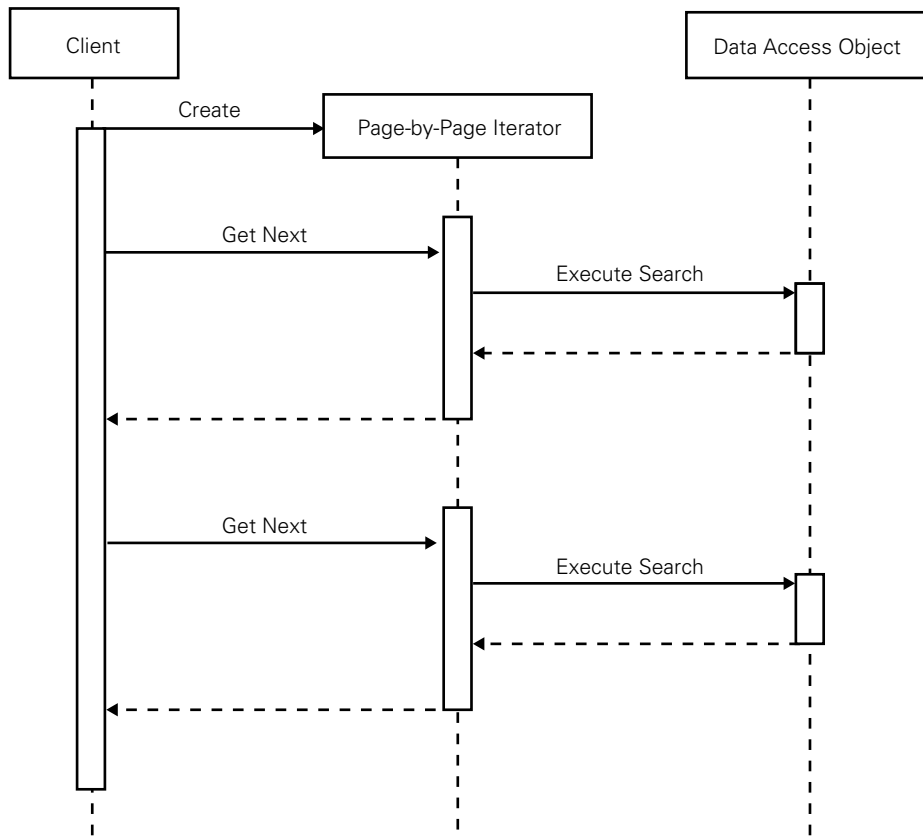 Client
Data Access Object
Create
Page-by-Page Iterator
Get Next
Execute Search
Get Next
Execute Search